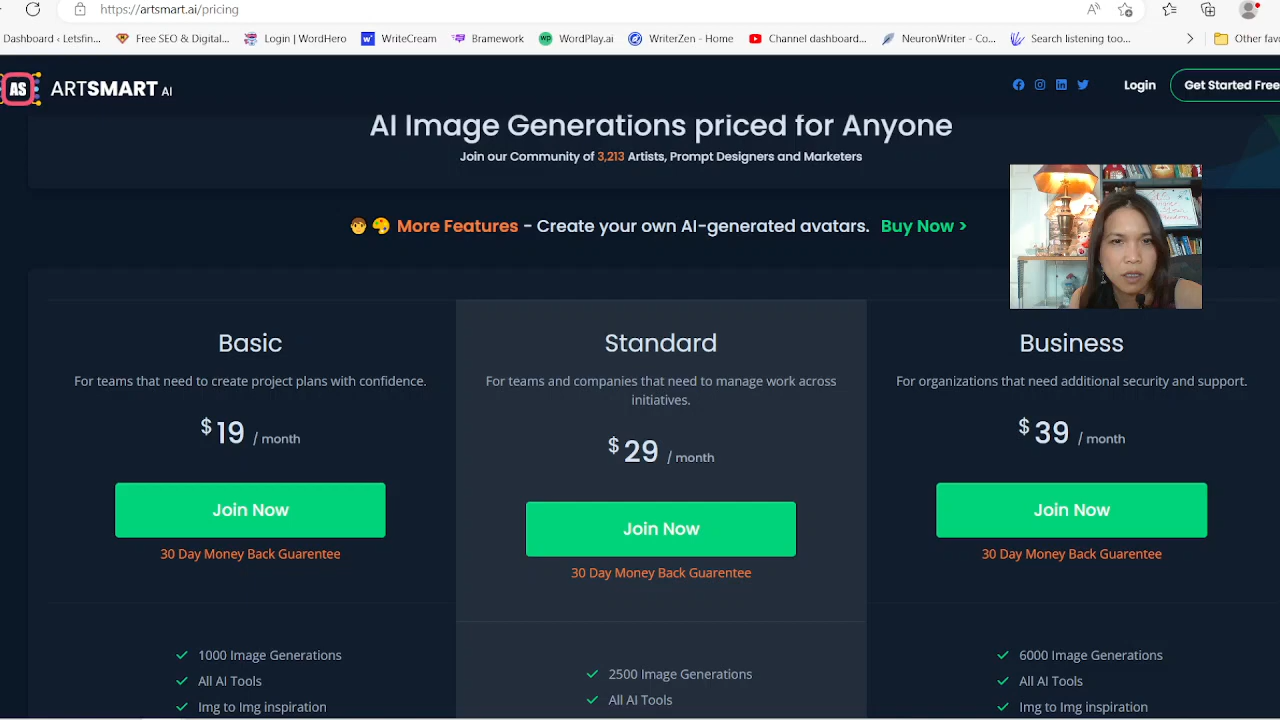 https://artsmart.ai/pricing
Dashboard ‹ Letsfin... Free SEO & Digital... Login | WordHero WriteCream Bramework WordPlay.ai WriterZen - Home Channel dashboard... NeuronWriter - Co... Search listening too... Other favo
AS ARTSMART AI Login Get Started Free
AI Image Generations priced for Anyone
Join our Community of 3,213 Artists, Prompt Designers and Marketers
More Features - Create your own AI-generated avatars. Buy Now >
Basic
For teams that need to create project plans with confidence.
$19 / month
Join Now
30 Day Money Back Guarentee
1000 Image Generations
All AI Tools
Img to Img inspiration
Standard
For teams and companies that need to manage work across
initiatives.
$29 / month
Join Now
30 Day Money Back Guarentee
2500 Image Generations
All AI Tools
Business
For organizations that need additional security and support.
$39 / month
Join Now
30 Day Money Back Guarentee
6000 Image Generations
All AI Tools
Img to Img inspiration